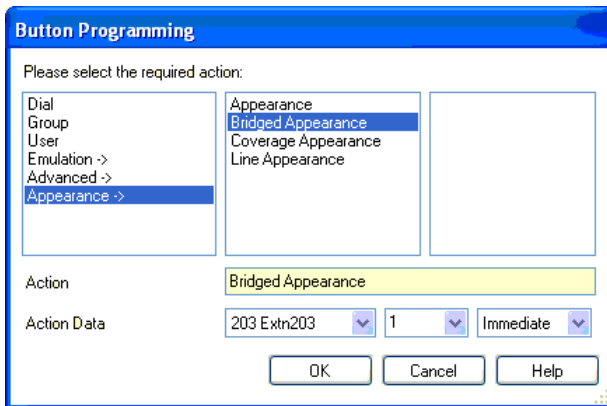 Button Programming
Please select the required action:
Dial
Group
User
Emulation ->
Advanced ->
Appearance ->
Appearance
Bridged Appearance
Coverage Appearance
Line Appearance
Action
Bridged Appearance
Action Data
203 Extn203
1
Immediate
OK
Cancel
Help